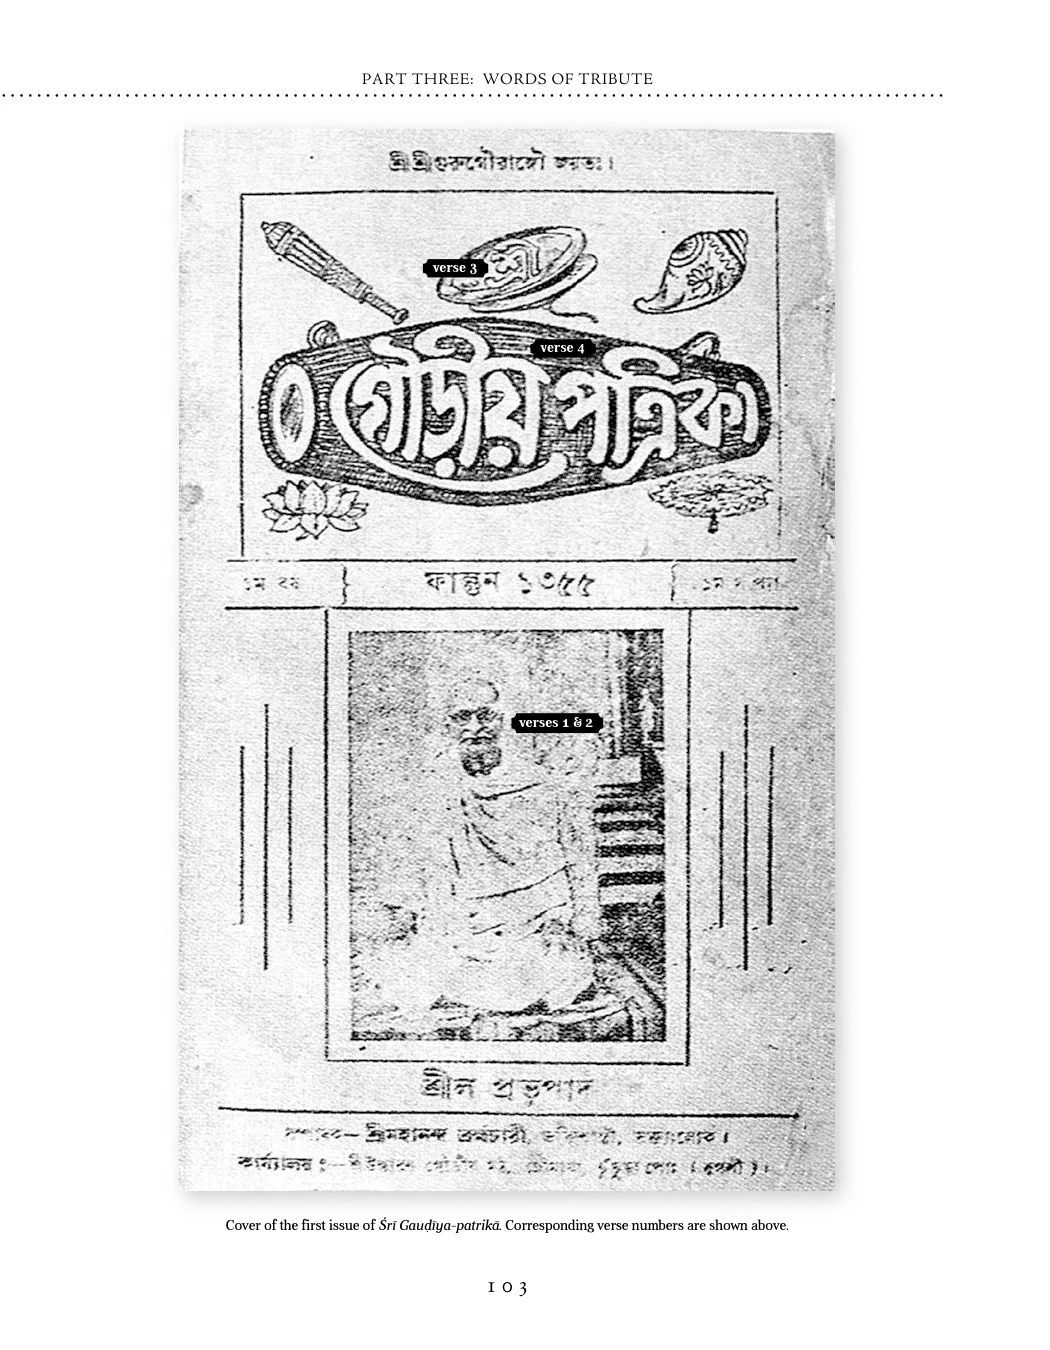 PART THREE: WORDS OF TRIBUTE
শ্রীশ্রীগুরুগৌরাঙ্গৌ জয়তঃ।
verse 3
verse 4
গৌড়ীয় পত্রিকা
১ম বর্ষ
ফাল্গুন ১৩৫৫
১ম সংখ্যা
verses 1 & 2
শ্রীল প্রভুপাদ
সম্পাদক—শ্রীমহানন্দ ব্রহ্মচারী,
কার্য্যালয় ঃ—
Cover of the first issue of Śrī Gauḍīya-patrikā. Corresponding verse numbers are shown above.
103